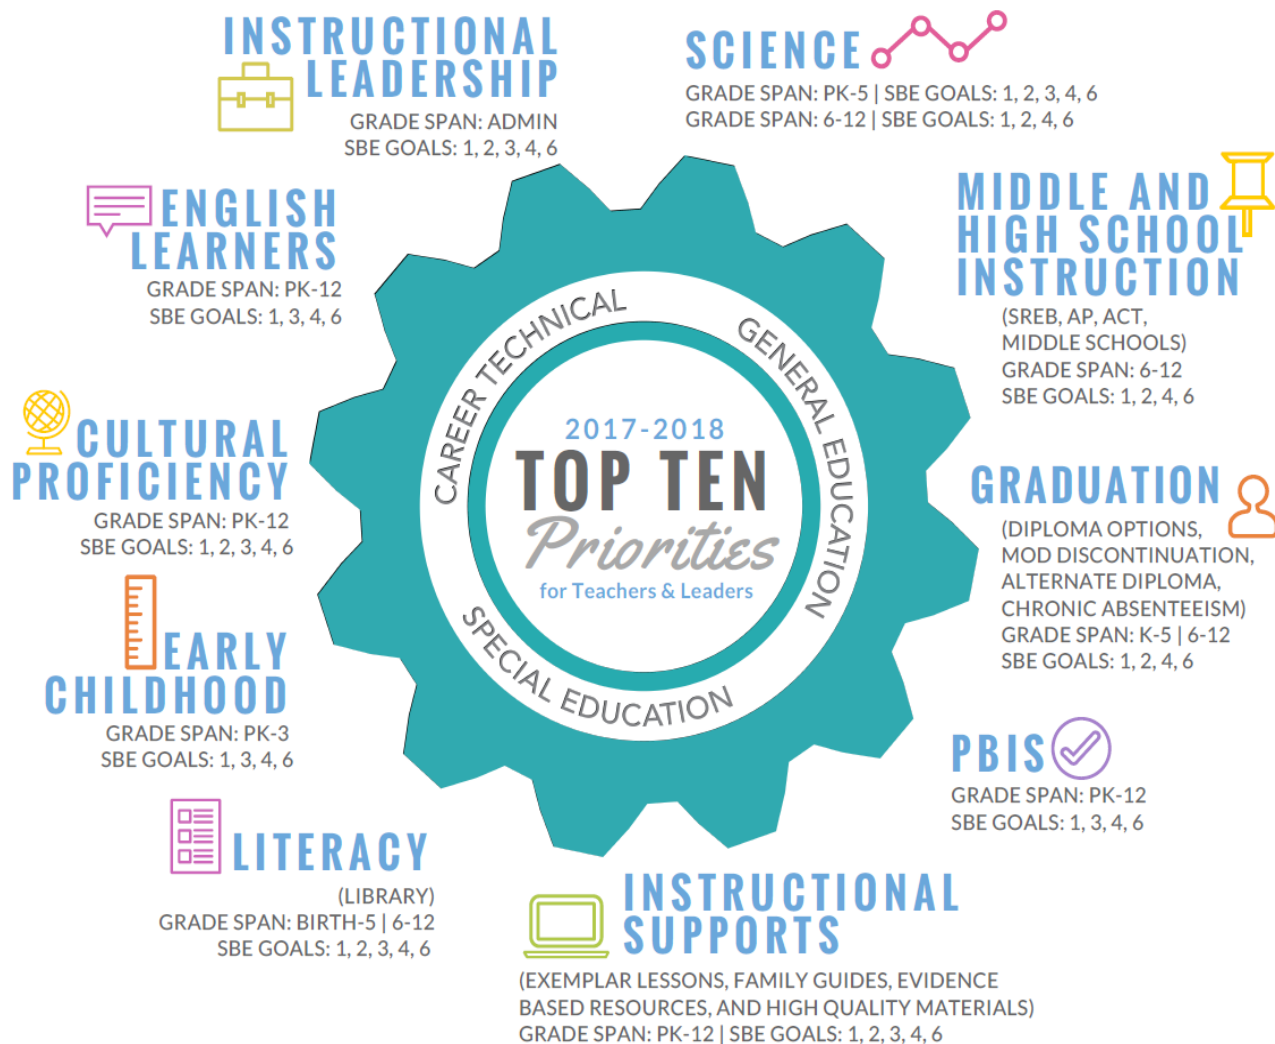 INSTRUCTIONAL
LEADERSHIP
GRADE SPAN: ADMIN
SBE GOALS: 1, 2, 3, 4, 6
SCIENCE
GRADE SPAN: PK-5 | SBE GOALS: 1, 2, 3, 4, 6
GRADE SPAN: 6-12 | SBE GOALS: 1, 2, 4, 6
ENGLISH
LEARNERS
GRADE SPAN: PK-12
SBE GOALS: 1, 3, 4, 6
MIDDLE AND
HIGH SCHOOL
INSTRUCTION
(SREB, AP, ACT,
MIDDLE SCHOOLS)
GRADE SPAN: 6-12
SBE GOALS: 1, 2, 4, 6
CAREER TECHNICAL
GENERAL EDUCATION
SPECIAL EDUCATION
2017-2018
TOP TEN
Priorities
for Teachers & Leaders
CULTURAL
PROFICIENCY
GRADE SPAN: PK-12
SBE GOALS: 1, 2, 3, 4, 6
GRADUATION
(DIPLOMA OPTIONS,
MOD DISCONTINUATION,
ALTERNATE DIPLOMA,
CHRONIC ABSENTEEISM)
GRADE SPAN: K-5 | 6-12
SBE GOALS: 1, 2, 4, 6
EARLY
CHILDHOOD
GRADE SPAN: PK-3
SBE GOALS: 1, 3, 4, 6
PBIS
GRADE SPAN: PK-12
SBE GOALS: 1, 3, 4, 6
LITERACY
(LIBRARY)
GRADE SPAN: BIRTH-5 | 6-12
SBE GOALS: 1, 2, 3, 4, 6
INSTRUCTIONAL
SUPPORTS
(EXEMPLAR LESSONS, FAMILY GUIDES, EVIDENCE
BASED RESOURCES, AND HIGH QUALITY MATERIALS)
GRADE SPAN: PK-12 | SBE GOALS: 1, 2, 3, 4, 6